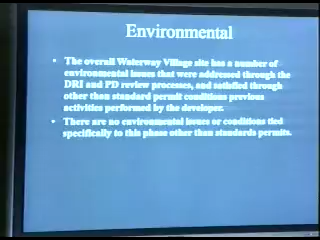 Environmental
• The overall Waterway Village site has a number of
environmental issues that were addressed through the
DRI and PD review processes, and satisfied through
other than standard permit conditions previous
activities performed by the developer.
• There are no environmental issues or conditions tied
specifically to this phase other than standards permits.